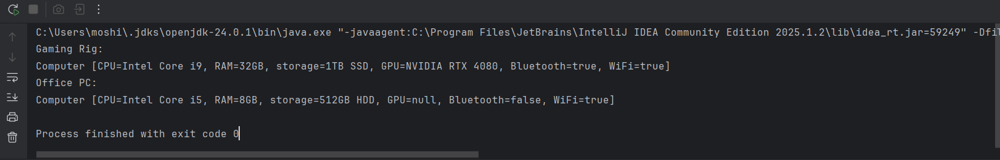 C:\Users\moshi\.jdks\openjdk-24.0.1\bin\java.exe "-javaagent:C:\Program Files\JetBrains\IntelliJ IDEA Community Edition 2025.1.2\lib\idea_rt.jar=59249" -Dfil
Gaming Rig:
Computer [CPU=Intel Core i9, RAM=32GB, storage=1TB SSD, GPU=NVIDIA RTX 4080, Bluetooth=true, WiFi=true]
Office PC:
Computer [CPU=Intel Core i5, RAM=8GB, storage=512GB HDD, GPU=null, Bluetooth=false, WiFi=true]
Process finished with exit code 0